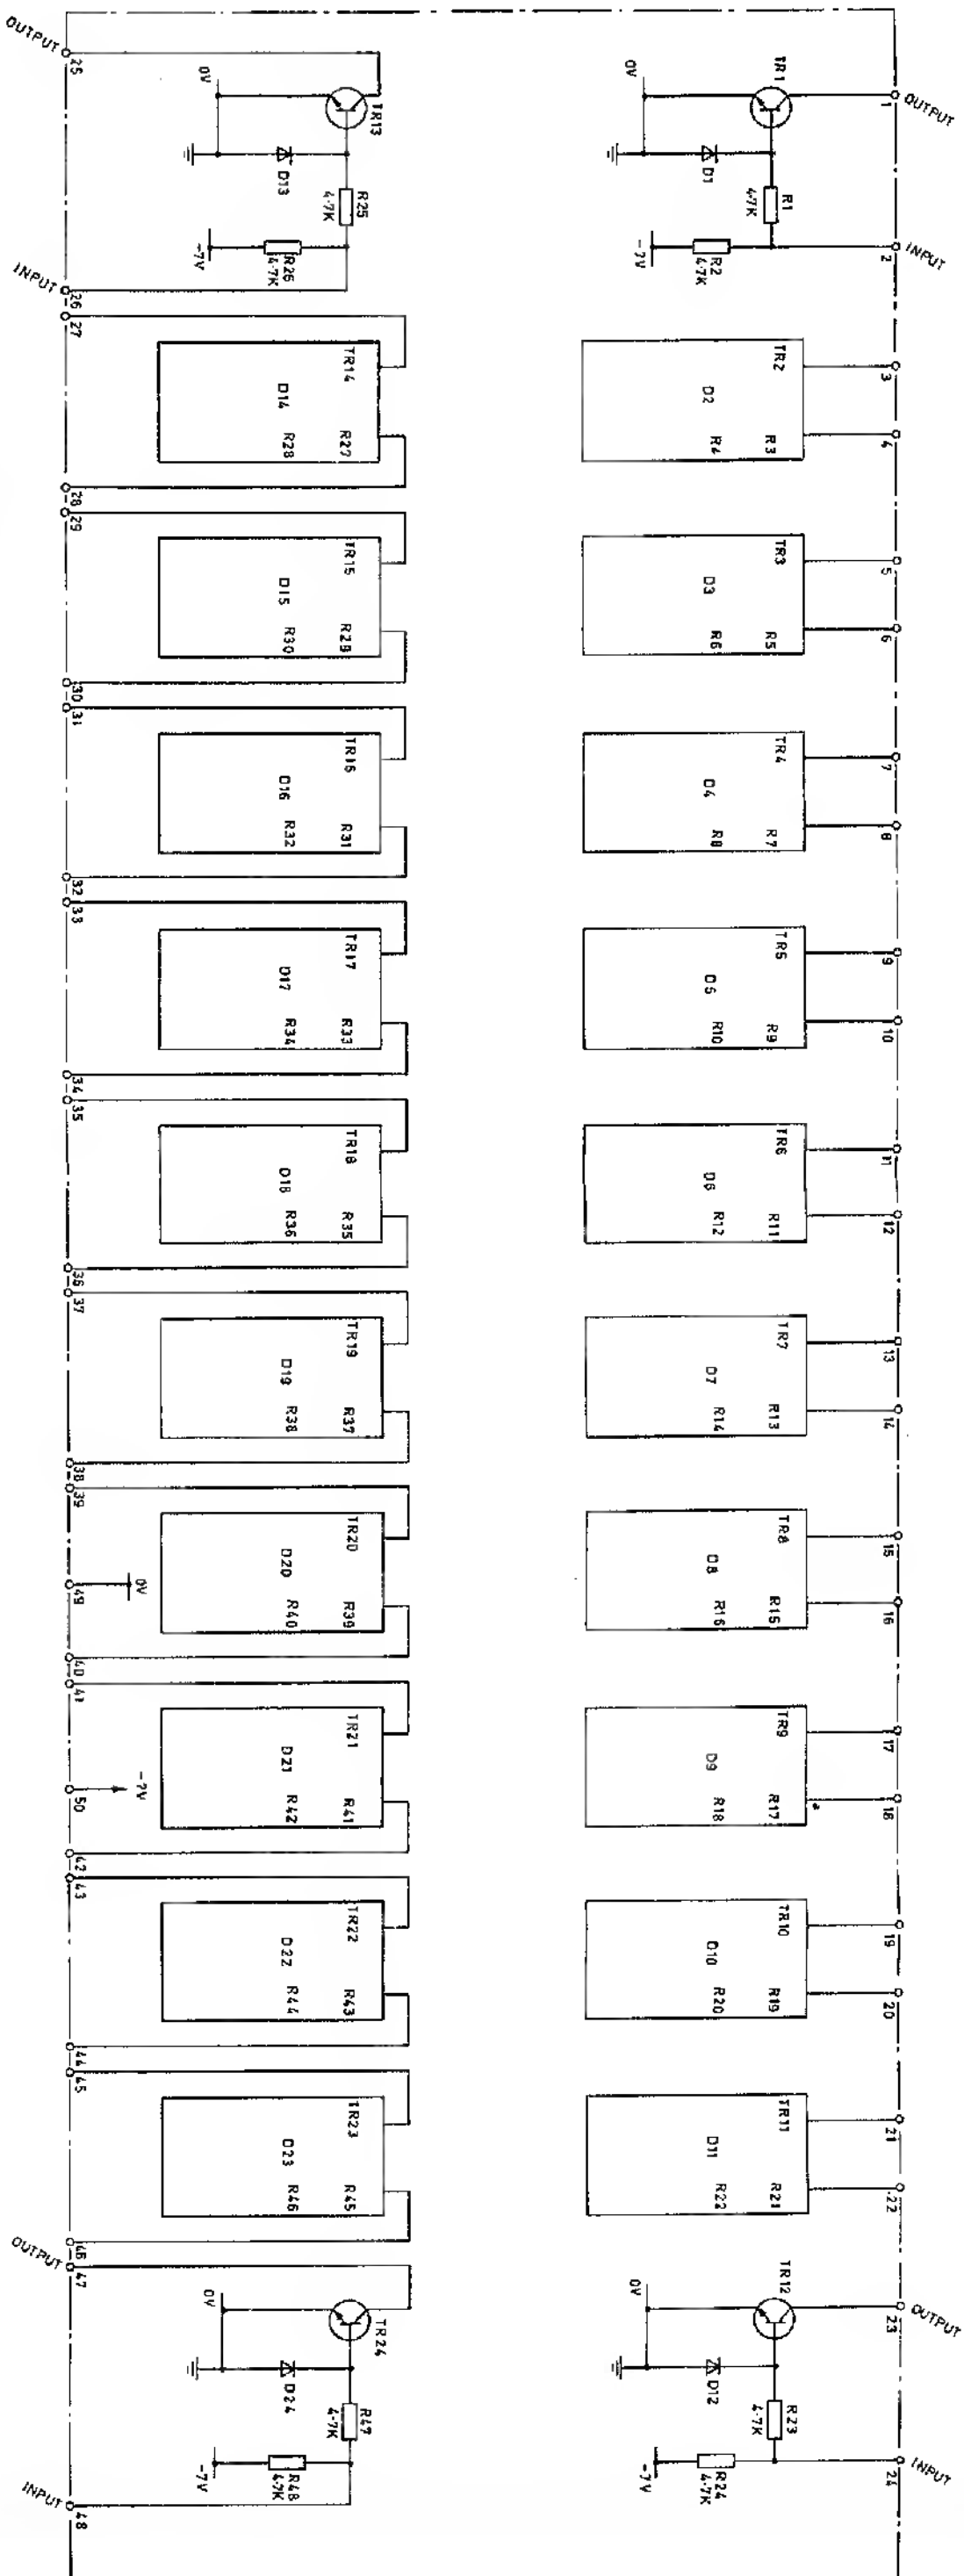 OUTPUT
1
TR1
0V
D1
R1
4·7K
R2
4·7K
-7V
INPUT
2
3
4
TR2
D2
R3
R4
5
6
TR3
D3
R5
R6
7
8
TR4
D4
R7
R8
9
10
TR5
D5
R9
R10
11
12
TR6
D6
R11
R12
13
14
TR7
D7
R13
R14
15
16
TR8
D8
R15
R16
17
18
TR9
D9
R17
R18
19
20
TR10
D10
R19
R20
21
22
TR11
D11
R21
R22
OUTPUT
23
TR12
0V
D12
R23
4·7K
R24
4·7K
-7V
INPUT
24
OUTPUT
25
TR13
0V
D13
R25
4·7K
R26
4·7K
-7V
INPUT
26
27
TR14
D14
R27
R28
28
29
TR15
D15
R29
R30
30
31
TR16
D16
R31
R32
32
33
TR17
D17
R33
R34
34
35
TR18
D18
R35
R36
36
37
TR19
D19
R37
R38
38
39
TR20
D20
R39
R40
49
0V
40
41
TR21
D21
R41
R42
50
-7V
42
43
TR22
D22
R43
R44
44
45
TR23
D23
R45
R46
46
OUTPUT
47
TR24
0V
D24
R47
4·7K
R48
4·7K
-7V
INPUT
48